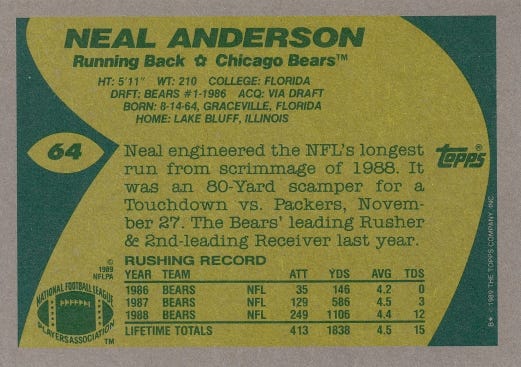 NEAL ANDERSON
Running Back ☆ Chicago Bears™
HT: 5'11" WT: 210 COLLEGE: FLORIDA
DRFT: BEARS #1-1986 ACQ: VIA DRAFT
BORN: 8-14-64, GRACEVILLE, FLORIDA
HOME: LAKE BLUFF, ILLINOIS
64
Neal engineered the NFL's longest
run from scrimmage of 1988. It
was an 80-Yard scamper for a
Touchdown vs. Packers, Novem-
ber 27. The Bears' leading Rusher
& 2nd-leading Receiver last year.
topps®
©
1989
NFLPA
NATIONAL FOOTBALL LEAGUE
PLAYERS ASSOCIATION
TM
RUSHING RECORD
YEAR TEAM ATT YDS AVG TDS
1986 BEARS NFL 35 146 4.2 0
1987 BEARS NFL 129 586 4.5 3
1988 BEARS NFL 249 1106 4.4 12
LIFETIME TOTALS 413 1838 4.5 15
B* 1989 THE TOPPS COMPANY, INC.